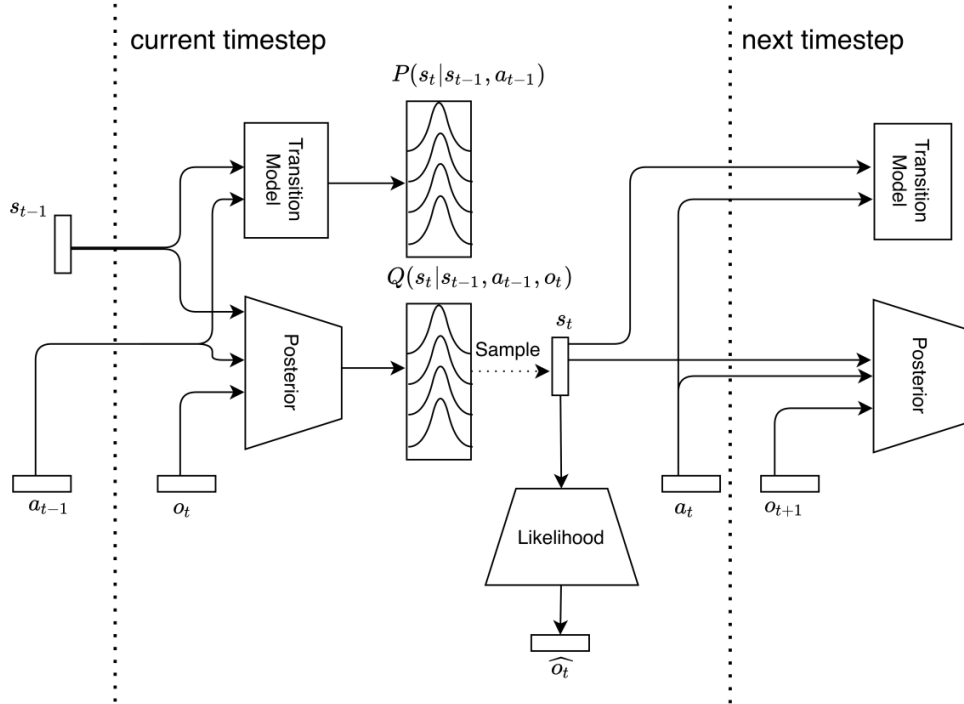 current timestep
next timestep
P(s_t|s_{t-1}, a_{t-1})
Transition
Model
Transition
Model
s_{t-1}
Q(s_t|s_{t-1}, a_{t-1}, o_t)
s_t
Sample
Posterior
Posterior
a_{t-1}
o_t
a_t
o_{t+1}
Likelihood
\widehat{o_t}